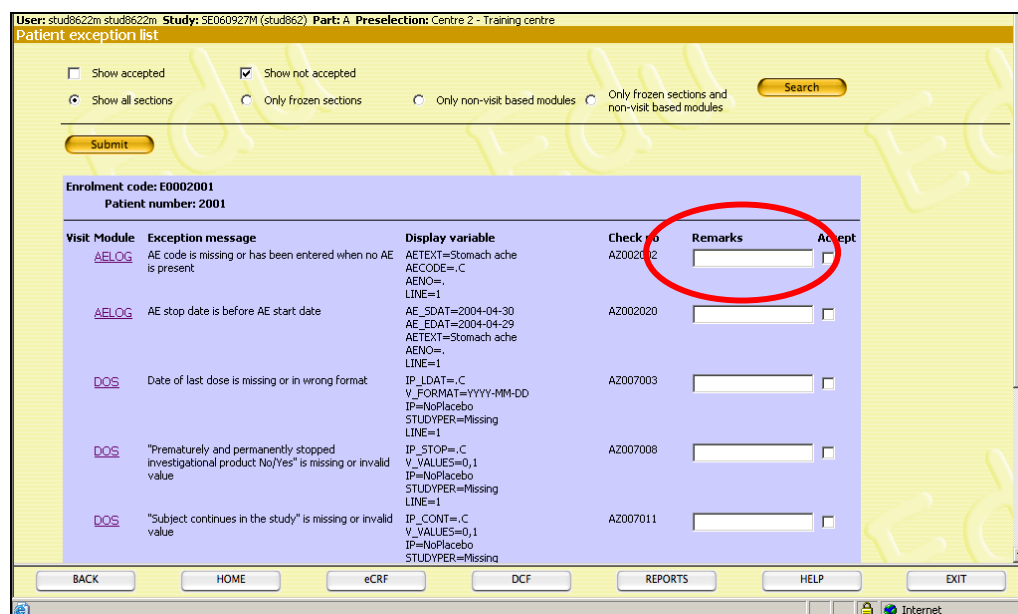 User: stud8622m stud8622m Study: SE060927M (stud862) Part: A Preselection: Centre 2 - Training centre
Patient exception list
Show accepted Show not accepted
Show all sections Only frozen sections Only non-visit based modules Only frozen sections and non-visit based modules Search
Submit
Enrolment code: E0002001
Patient number: 2001
Visit Module Exception message Display variable Check no Remarks Accept
AELOG AE code is missing or has been entered when no AE AETEXT=Stomach ache AZ002002
is present AECODE=.C
AENO=.
LINE=1
AELOG AE stop date is before AE start date AE_SDAT=2004-04-30 AZ002020
AE_EDAT=2004-04-29
AETEXT=Stomach ache
AENO=.
LINE=1
DOS Date of last dose is missing or in wrong format IP_LDAT=.C AZ007003
V_FORMAT=YYYY-MM-DD
IP=NoPlacebo
STUDYPER=Missing
LINE=1
DOS "Prematurely and permanently stopped IP_STOP=.C AZ007008
investigational product No/Yes" is missing or invalid V_VALUES=0,1
value IP=NoPlacebo
STUDYPER=Missing
LINE=1
DOS "Subject continues in the study" is missing or invalid IP_CONT=.C AZ007011
value V_VALUES=0,1
IP=NoPlacebo
STUDYPER=Missing
BACK HOME eCRF DCF REPORTS HELP EXIT
Internet